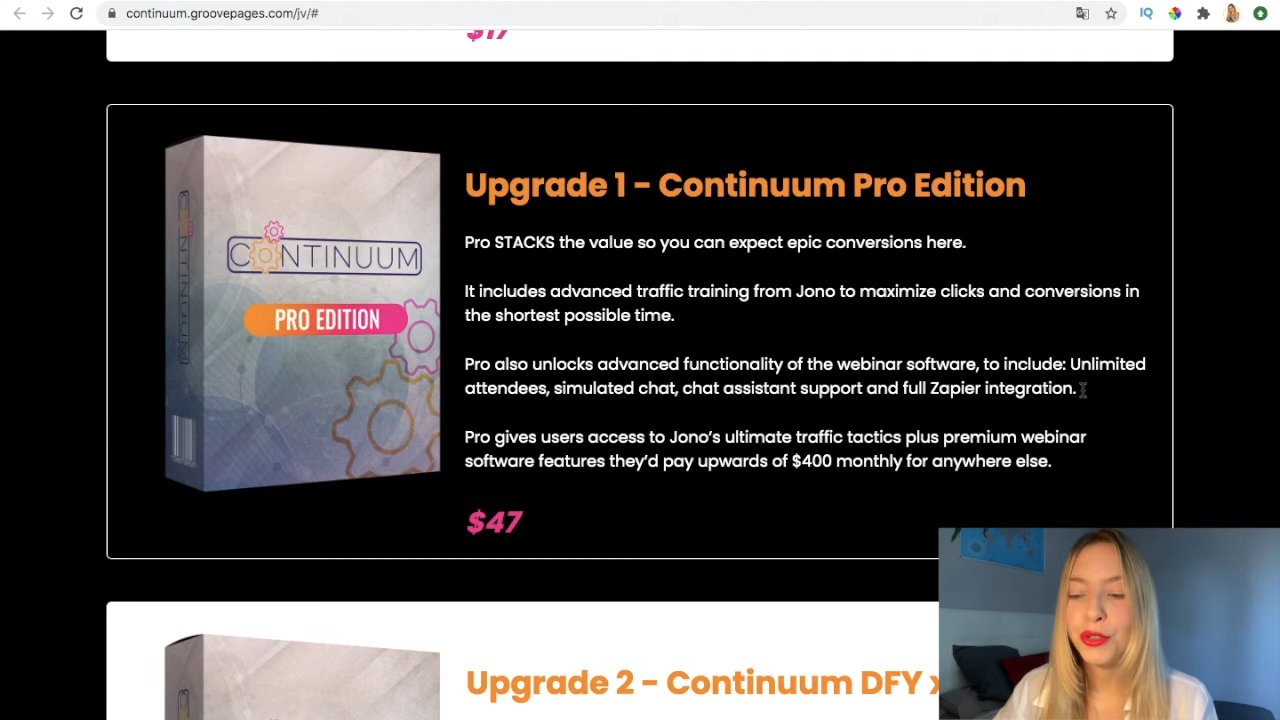 continuum.groovepages.com/jv/#
IQ
$17
Upgrade 1 - Continuum Pro Edition
Pro STACKS the value so you can expect epic conversions here.
It includes advanced traffic training from Jono to maximize clicks and conversions in
the shortest possible time.
Pro also unlocks advanced functionality of the webinar software, to include: Unlimited
attendees, simulated chat, chat assistant support and full Zapier integration.
Pro gives users access to Jono’s ultimate traffic tactics plus premium webinar
software features they’d pay upwards of $400 monthly for anywhere else.
$47
CONTINUUM
CONTINUUM
PRO EDITION
Upgrade 2 - Continuum DFY